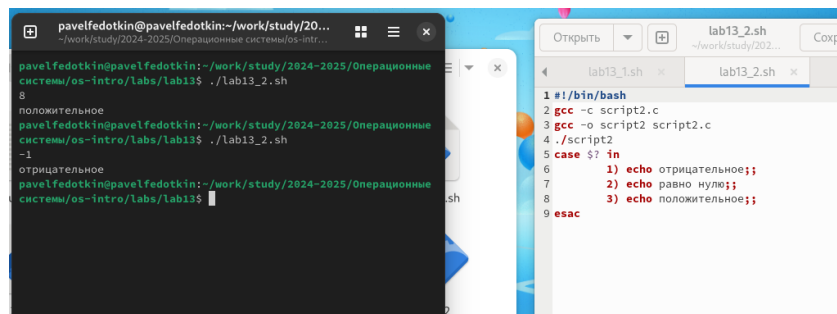 pavelfedotkin@pavelfedotkin:~/work/study/20...
~/work/study/2024-2025/Операционные системы/os-intr...
pavelfedotkin@pavelfedotkin:~/work/study/2024-2025/Операционные
системы/os-intro/labs/lab13$ ./lab13_2.sh
8
положительное
pavelfedotkin@pavelfedotkin:~/work/study/2024-2025/Операционные
системы/os-intro/labs/lab13$ ./lab13_2.sh
-1
отрицательное
pavelfedotkin@pavelfedotkin:~/work/study/2024-2025/Операционные
системы/os-intro/labs/lab13$
.sh
Открыть
lab13_2.sh
~/work/study/202...
Сохр
lab13_1.sh ×
lab13_2.sh ×
1 #!/bin/bash
2 gcc -c script2.c
3 gcc -o script2 script2.c
4 ./script2
5 case $? in
6 1) echo отрицательное;;
7 2) echo равно нулю;;
8 3) echo положительное;;
9 esac